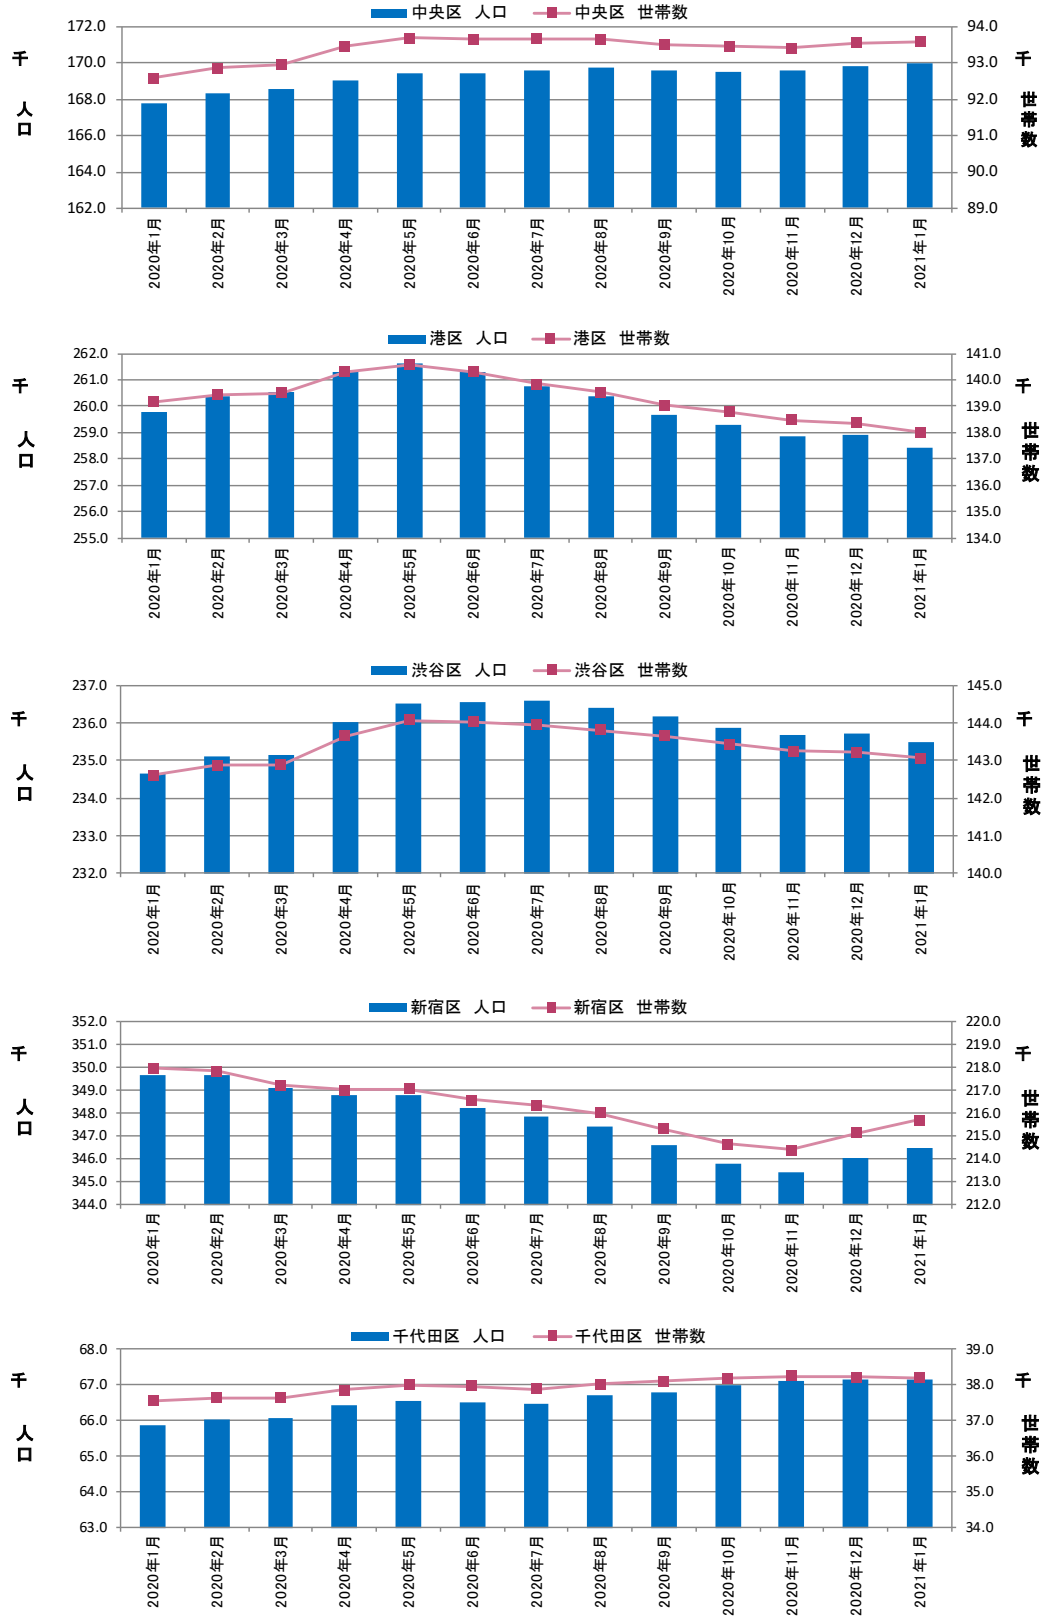 中央区　人口　中央区　世帯数
千人口
千世帯数
172.0
170.0
168.0
166.0
164.0
162.0
94.0
93.0
92.0
91.0
90.0
89.0
2020年1月
2020年2月
2020年3月
2020年4月
2020年5月
2020年6月
2020年7月
2020年8月
2020年9月
2020年10月
2020年11月
2020年12月
2021年1月
港区　人口　港区　世帯数
千人口
千世帯数
262.0
261.0
260.0
259.0
258.0
257.0
256.0
255.0
141.0
140.0
139.0
138.0
137.0
136.0
135.0
134.0
2020年1月
2020年2月
2020年3月
2020年4月
2020年5月
2020年6月
2020年7月
2020年8月
2020年9月
2020年10月
2020年11月
2020年12月
2021年1月
渋谷区　人口　渋谷区　世帯数
千人口
千世帯数
237.0
236.0
235.0
234.0
233.0
232.0
145.0
144.0
143.0
142.0
141.0
140.0
2020年1月
2020年2月
2020年3月
2020年4月
2020年5月
2020年6月
2020年7月
2020年8月
2020年9月
2020年10月
2020年11月
2020年12月
2021年1月
新宿区　人口　新宿区　世帯数
千人口
千世帯数
352.0
351.0
350.0
349.0
348.0
347.0
346.0
345.0
344.0
220.0
219.0
218.0
217.0
216.0
215.0
214.0
213.0
212.0
2020年1月
2020年2月
2020年3月
2020年4月
2020年5月
2020年6月
2020年7月
2020年8月
2020年9月
2020年10月
2020年11月
2020年12月
2021年1月
千代田区　人口　千代田区　世帯数
千人口
千世帯数
68.0
67.0
66.0
65.0
64.0
63.0
39.0
38.0
37.0
36.0
35.0
34.0
2020年1月
2020年2月
2020年3月
2020年4月
2020年5月
2020年6月
2020年7月
2020年8月
2020年9月
2020年10月
2020年11月
2020年12月
2021年1月